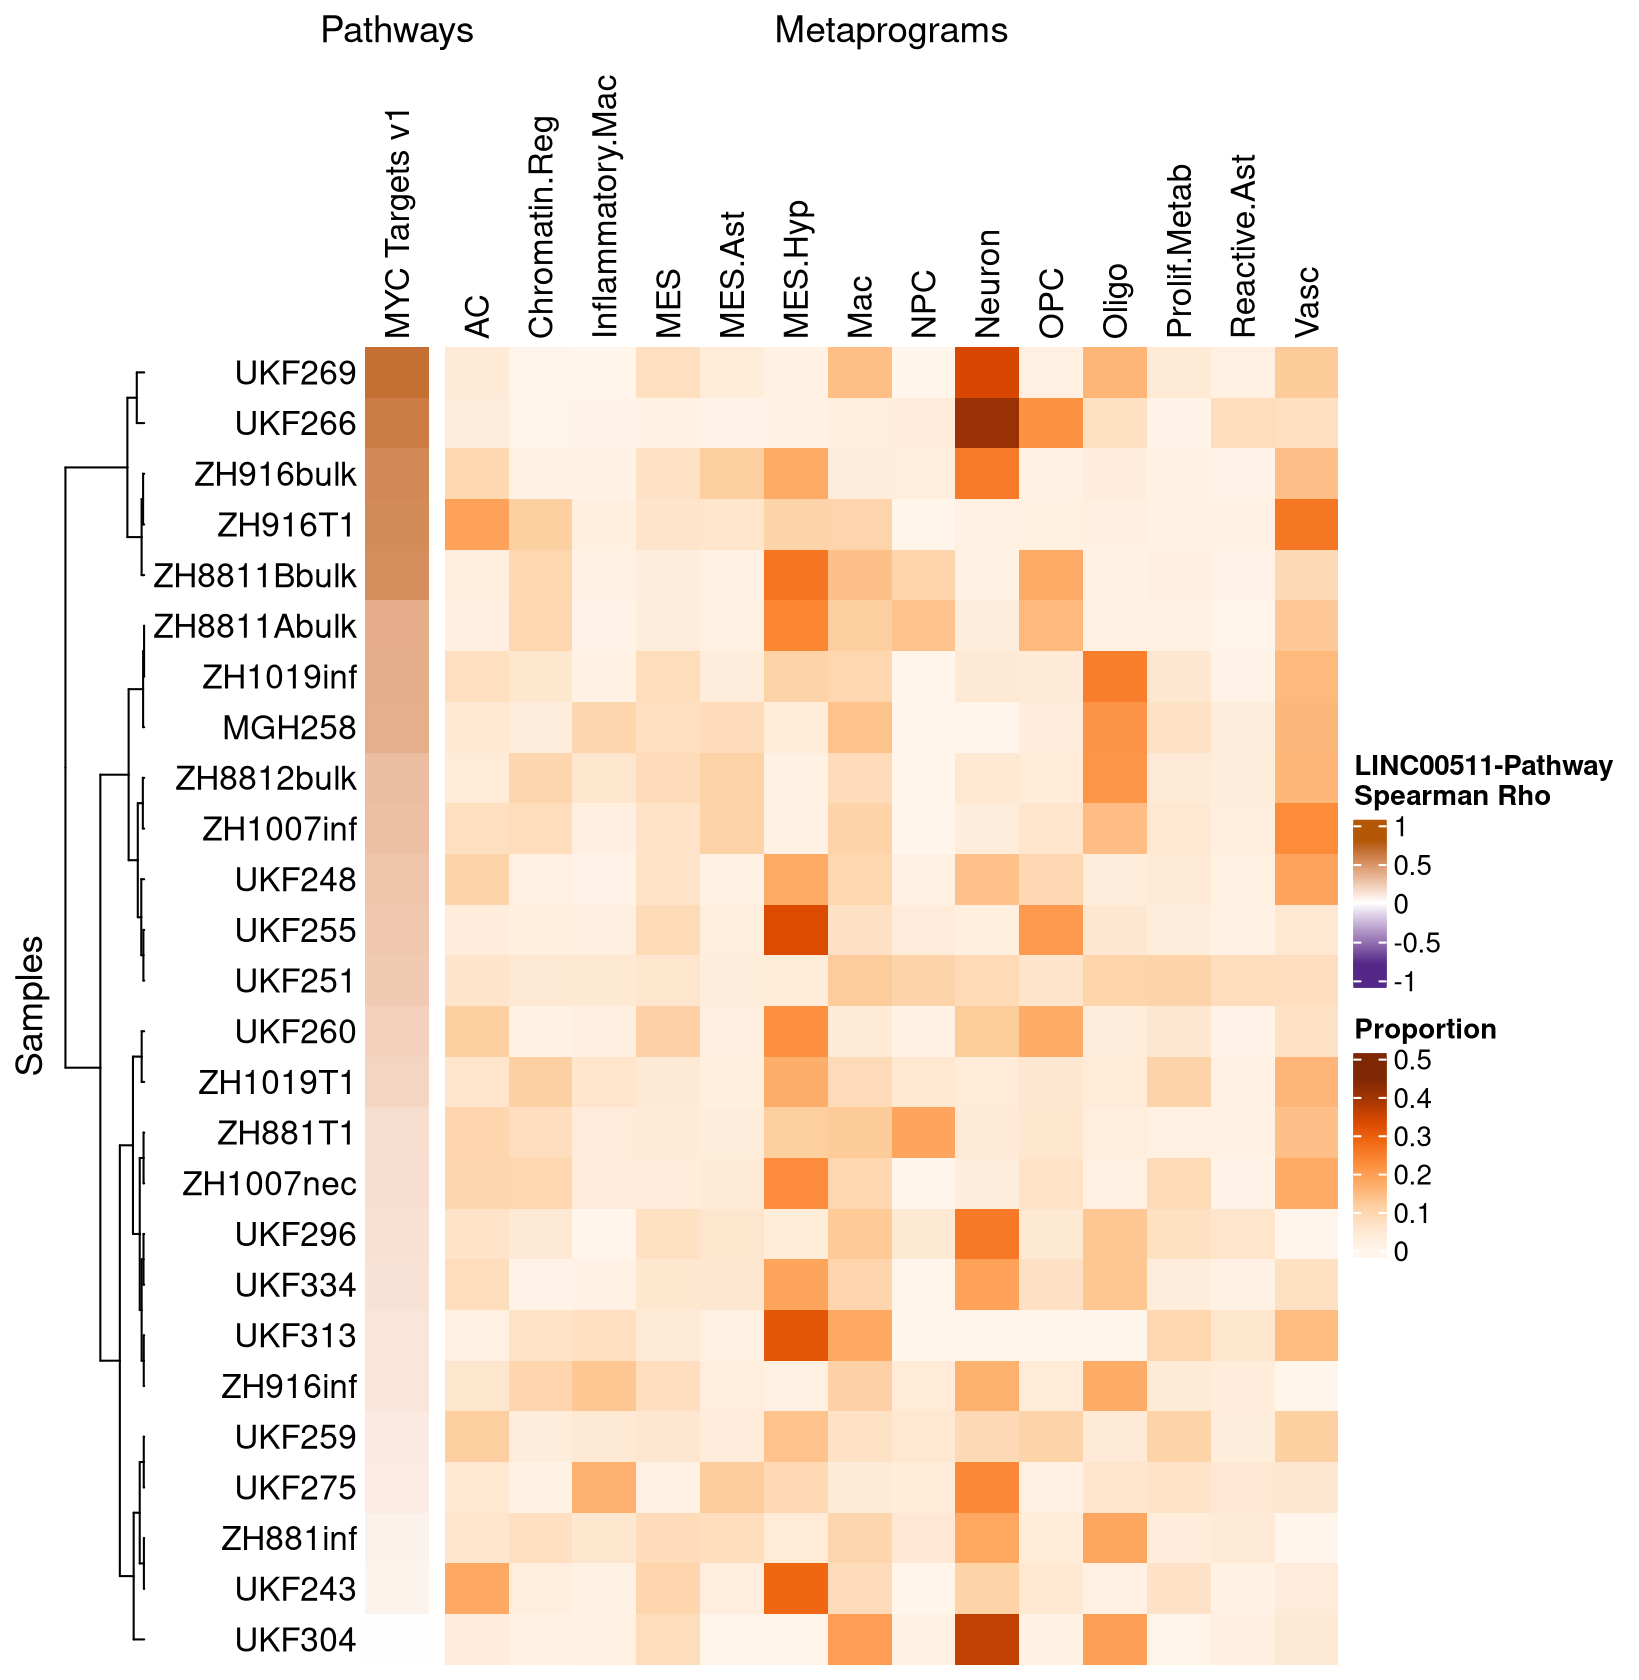 Pathways
Metaprograms
MYC Targets v1
AC
Chromatin.Reg
Inflammatory.Mac
MES
MES.Ast
MES.Hyp
Mac
NPC
Neuron
OPC
Oligo
Prolif.Metab
Reactive.Ast
Vasc
Samples
UKF269
UKF266
ZH916bulk
ZH916T1
ZH8811Bbulk
ZH8811Abulk
ZH1019inf
MGH258
ZH8812bulk
ZH1007inf
UKF248
UKF255
UKF251
UKF260
ZH1019T1
ZH881T1
ZH1007nec
UKF296
UKF334
UKF313
ZH916inf
UKF259
UKF275
ZH881inf
UKF243
UKF304
LINC00511-Pathway
Spearman Rho
1
0.5
0
-0.5
-1
Proportion
0.5
0.4
0.3
0.2
0.1
0